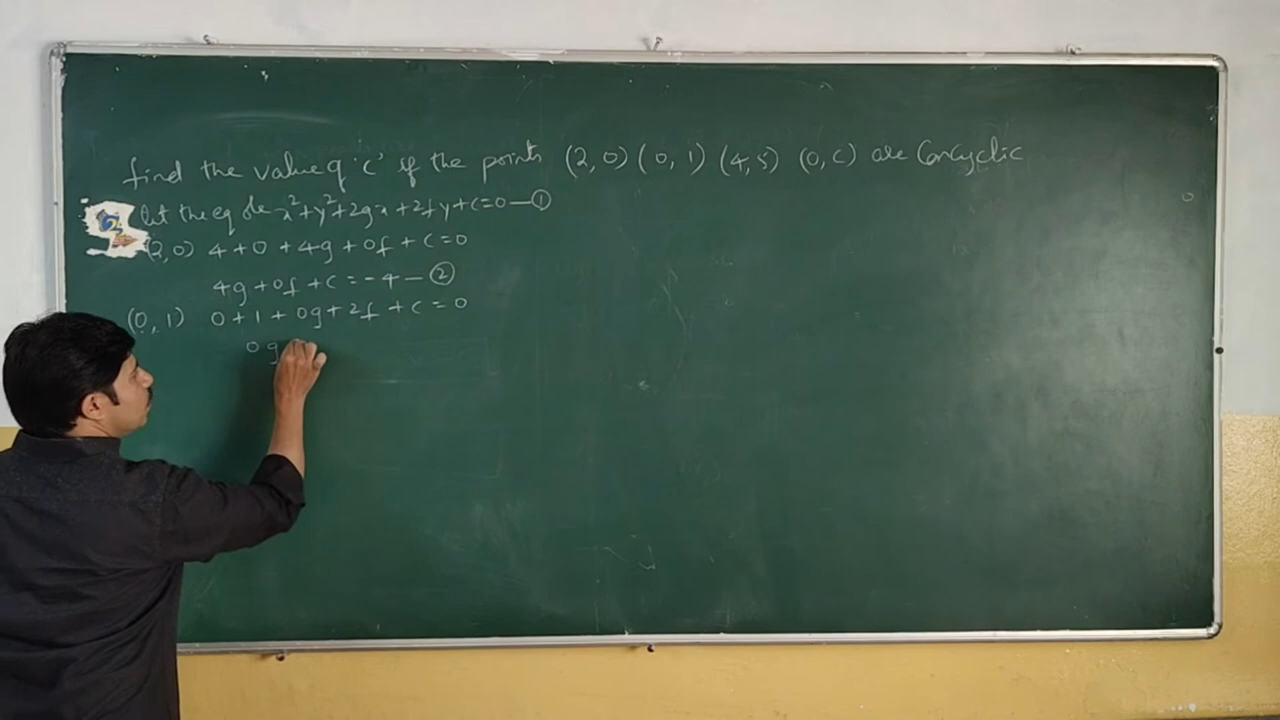 find the value of 'c' if the points (2,0) (0,1) (4,5) (0,c) are Concyclic
let the eq be x²+y²+2gx+2fy+c=0—①
(2,0) 4+0+4g+0f+c=0
4g+0f+c=-4—②
(0,1) 0+1+0g+2f+c=0
0g